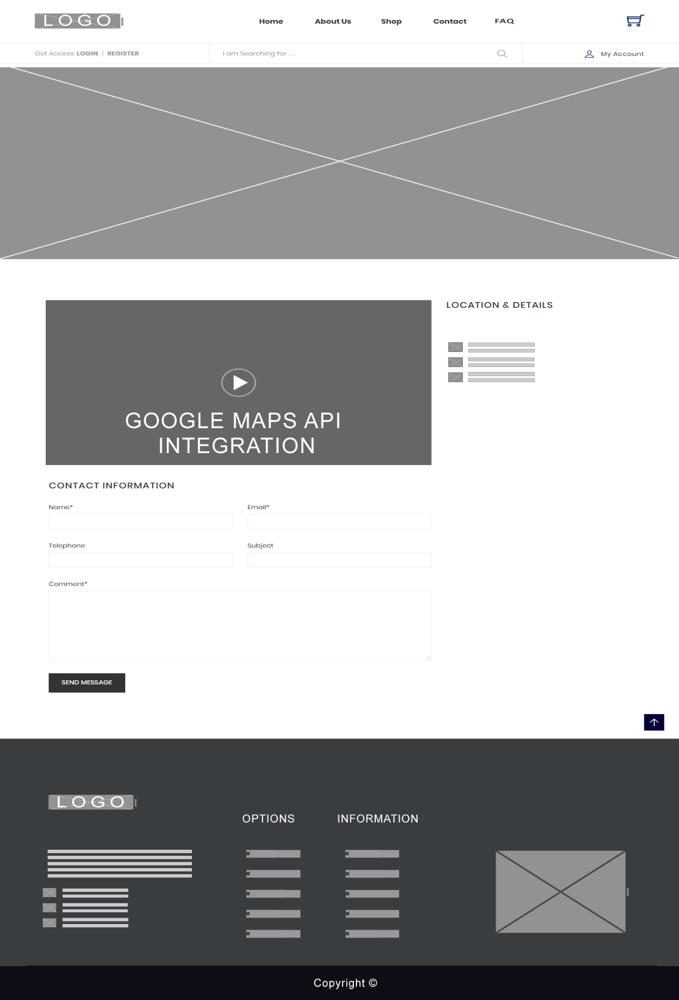 LOGO
Home About Us Shop Contact FAQ
Get Access: LOGIN | REGISTER
I am Searching for . . .
My Account
LOCATION & DETAILS
GOOGLE MAPS API
INTEGRATION
CONTACT INFORMATION
Name* Email*
Telephone Subject
Comment*
SEND MESSAGE
LOGO
OPTIONS INFORMATION
Copyright ©